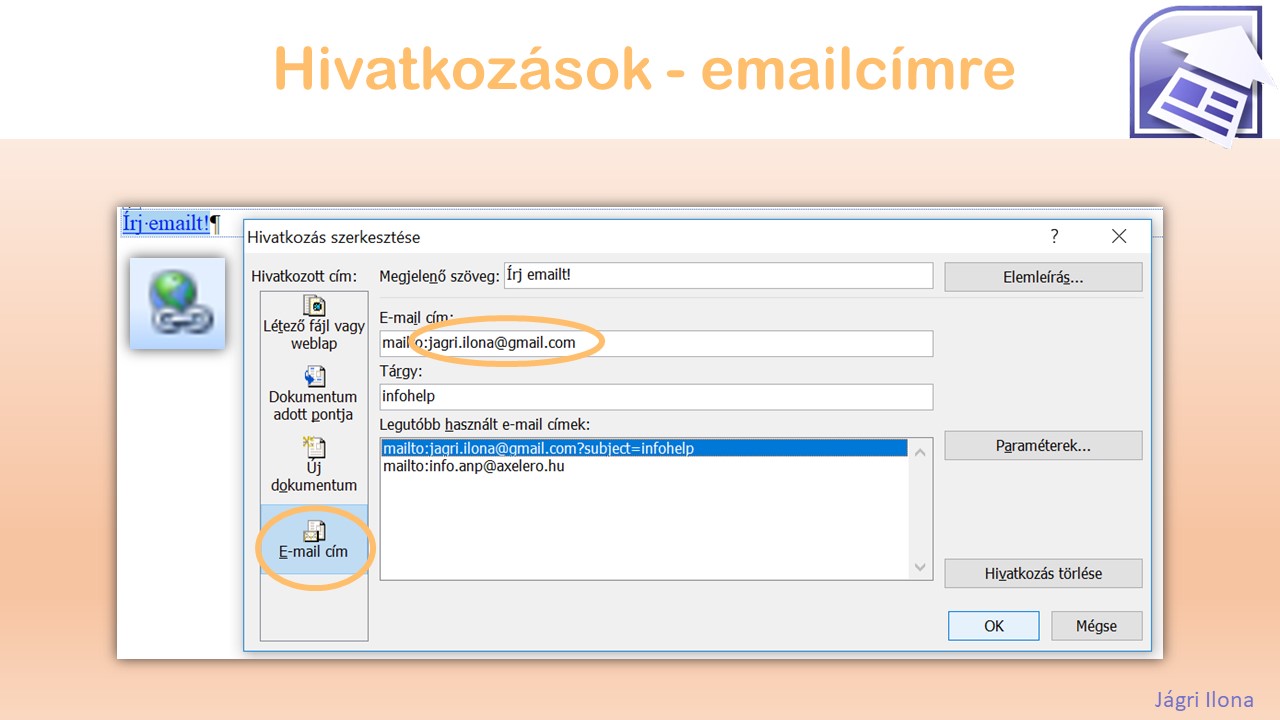 Hivatkozások - emailcímre
Írj·emailt!¶
Hivatkozás szerkesztése
?
Hivatkozott cím:
Megjelenő szöveg:
Írj emailt!
Elemleírás...
Létező fájl vagy
weblap
Dokumentum
adott pontja
Új
dokumentum
E-mail cím
E-mail cím:
mailto:jagri.ilona@gmail.com
Tárgy:
infohelp
Legutóbb használt e-mail címek:
mailto:jagri.ilona@gmail.com?subject=infohelp
mailto:info.anp@axelero.hu
Paraméterek...
Hivatkozás törlése
OK
Mégse
Jágri Ilona